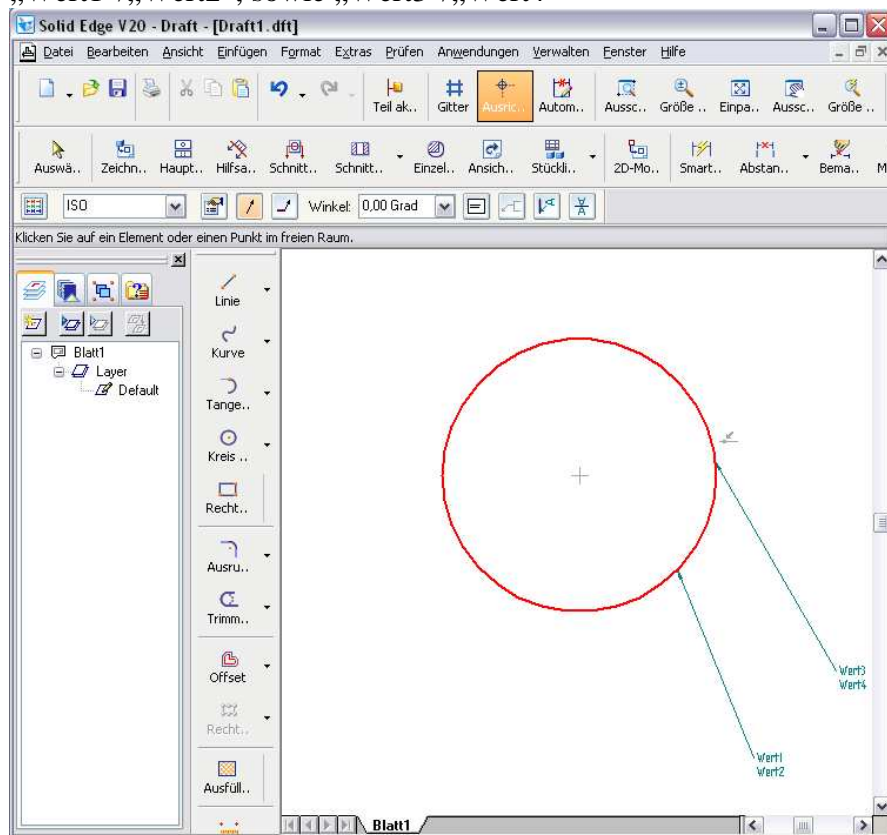 „Wert1“/„Wert2“, sowie „Wert3“/„Wert4“.
Solid Edge V20 - Draft - [Draft1.dft]
Datei Bearbeiten Ansicht Einfügen Format Extras Prüfen Anwendungen Verwalten Fenster Hilfe
Teil ak.. Gitter Ausric.. Autom.. Aussc.. Größe .. Einpa.. Aussc.. Größe ..
Auswä.. Zeichn.. Haupt.. Hilfsa.. Schnitt.. Schnitt.. Einzel.. Ansich.. Stückli.. 2D-Mo.. Smart.. Abstan.. Bema.. M
ISO Winkel: 0,00 Grad
Klicken Sie auf ein Element oder einen Punkt im freien Raum.
Blatt1
Layer
Default
Linie
Kurve
Tange..
Kreis ..
Recht..
Ausru..
Trimm..
Offset
Recht..
Ausfüll..
Wert3
Wert4
Wert1
Wert2
Blatt1